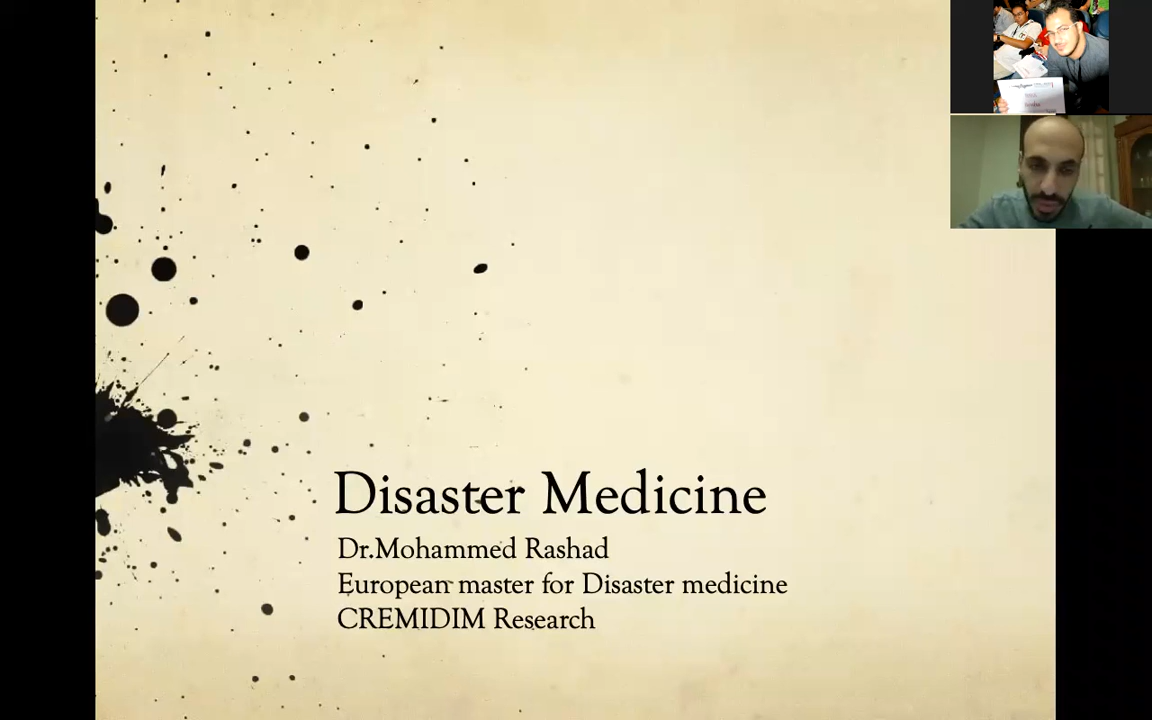 Disaster Medicine
Dr.Mohammed Rashad
European master for Disaster medicine
CREMIDIM Research